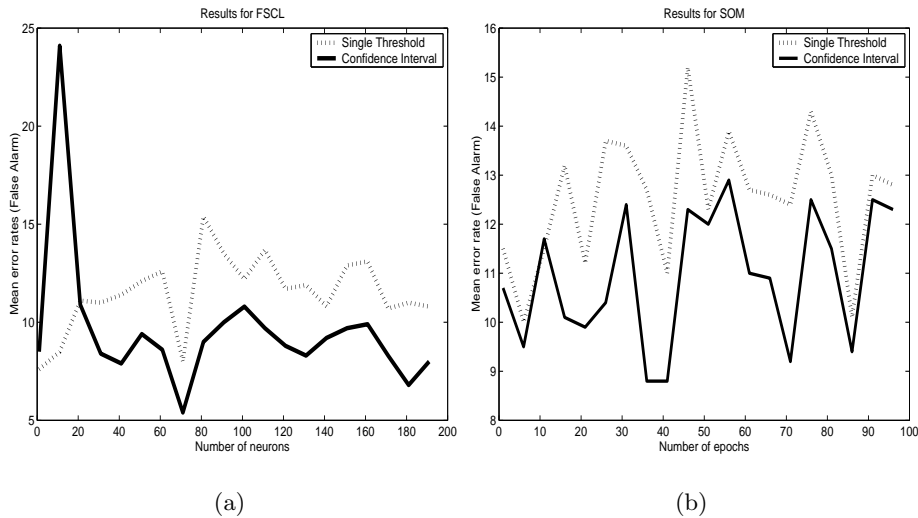 Results for FSCL
25
20
15
10
5
Mean error rates (False Alarm)
Single Threshold
Confidence Interval
0 20 40 60 80 100 120 140 160 180 200
Number of neurons
(a)
Results for SOM
16
15
14
13
12
11
10
9
8
Mean error rate (False Alarm)
Single Threshold
Confidence Interval
0 10 20 30 40 50 60 70 80 90 100
Number of epochs
(b)